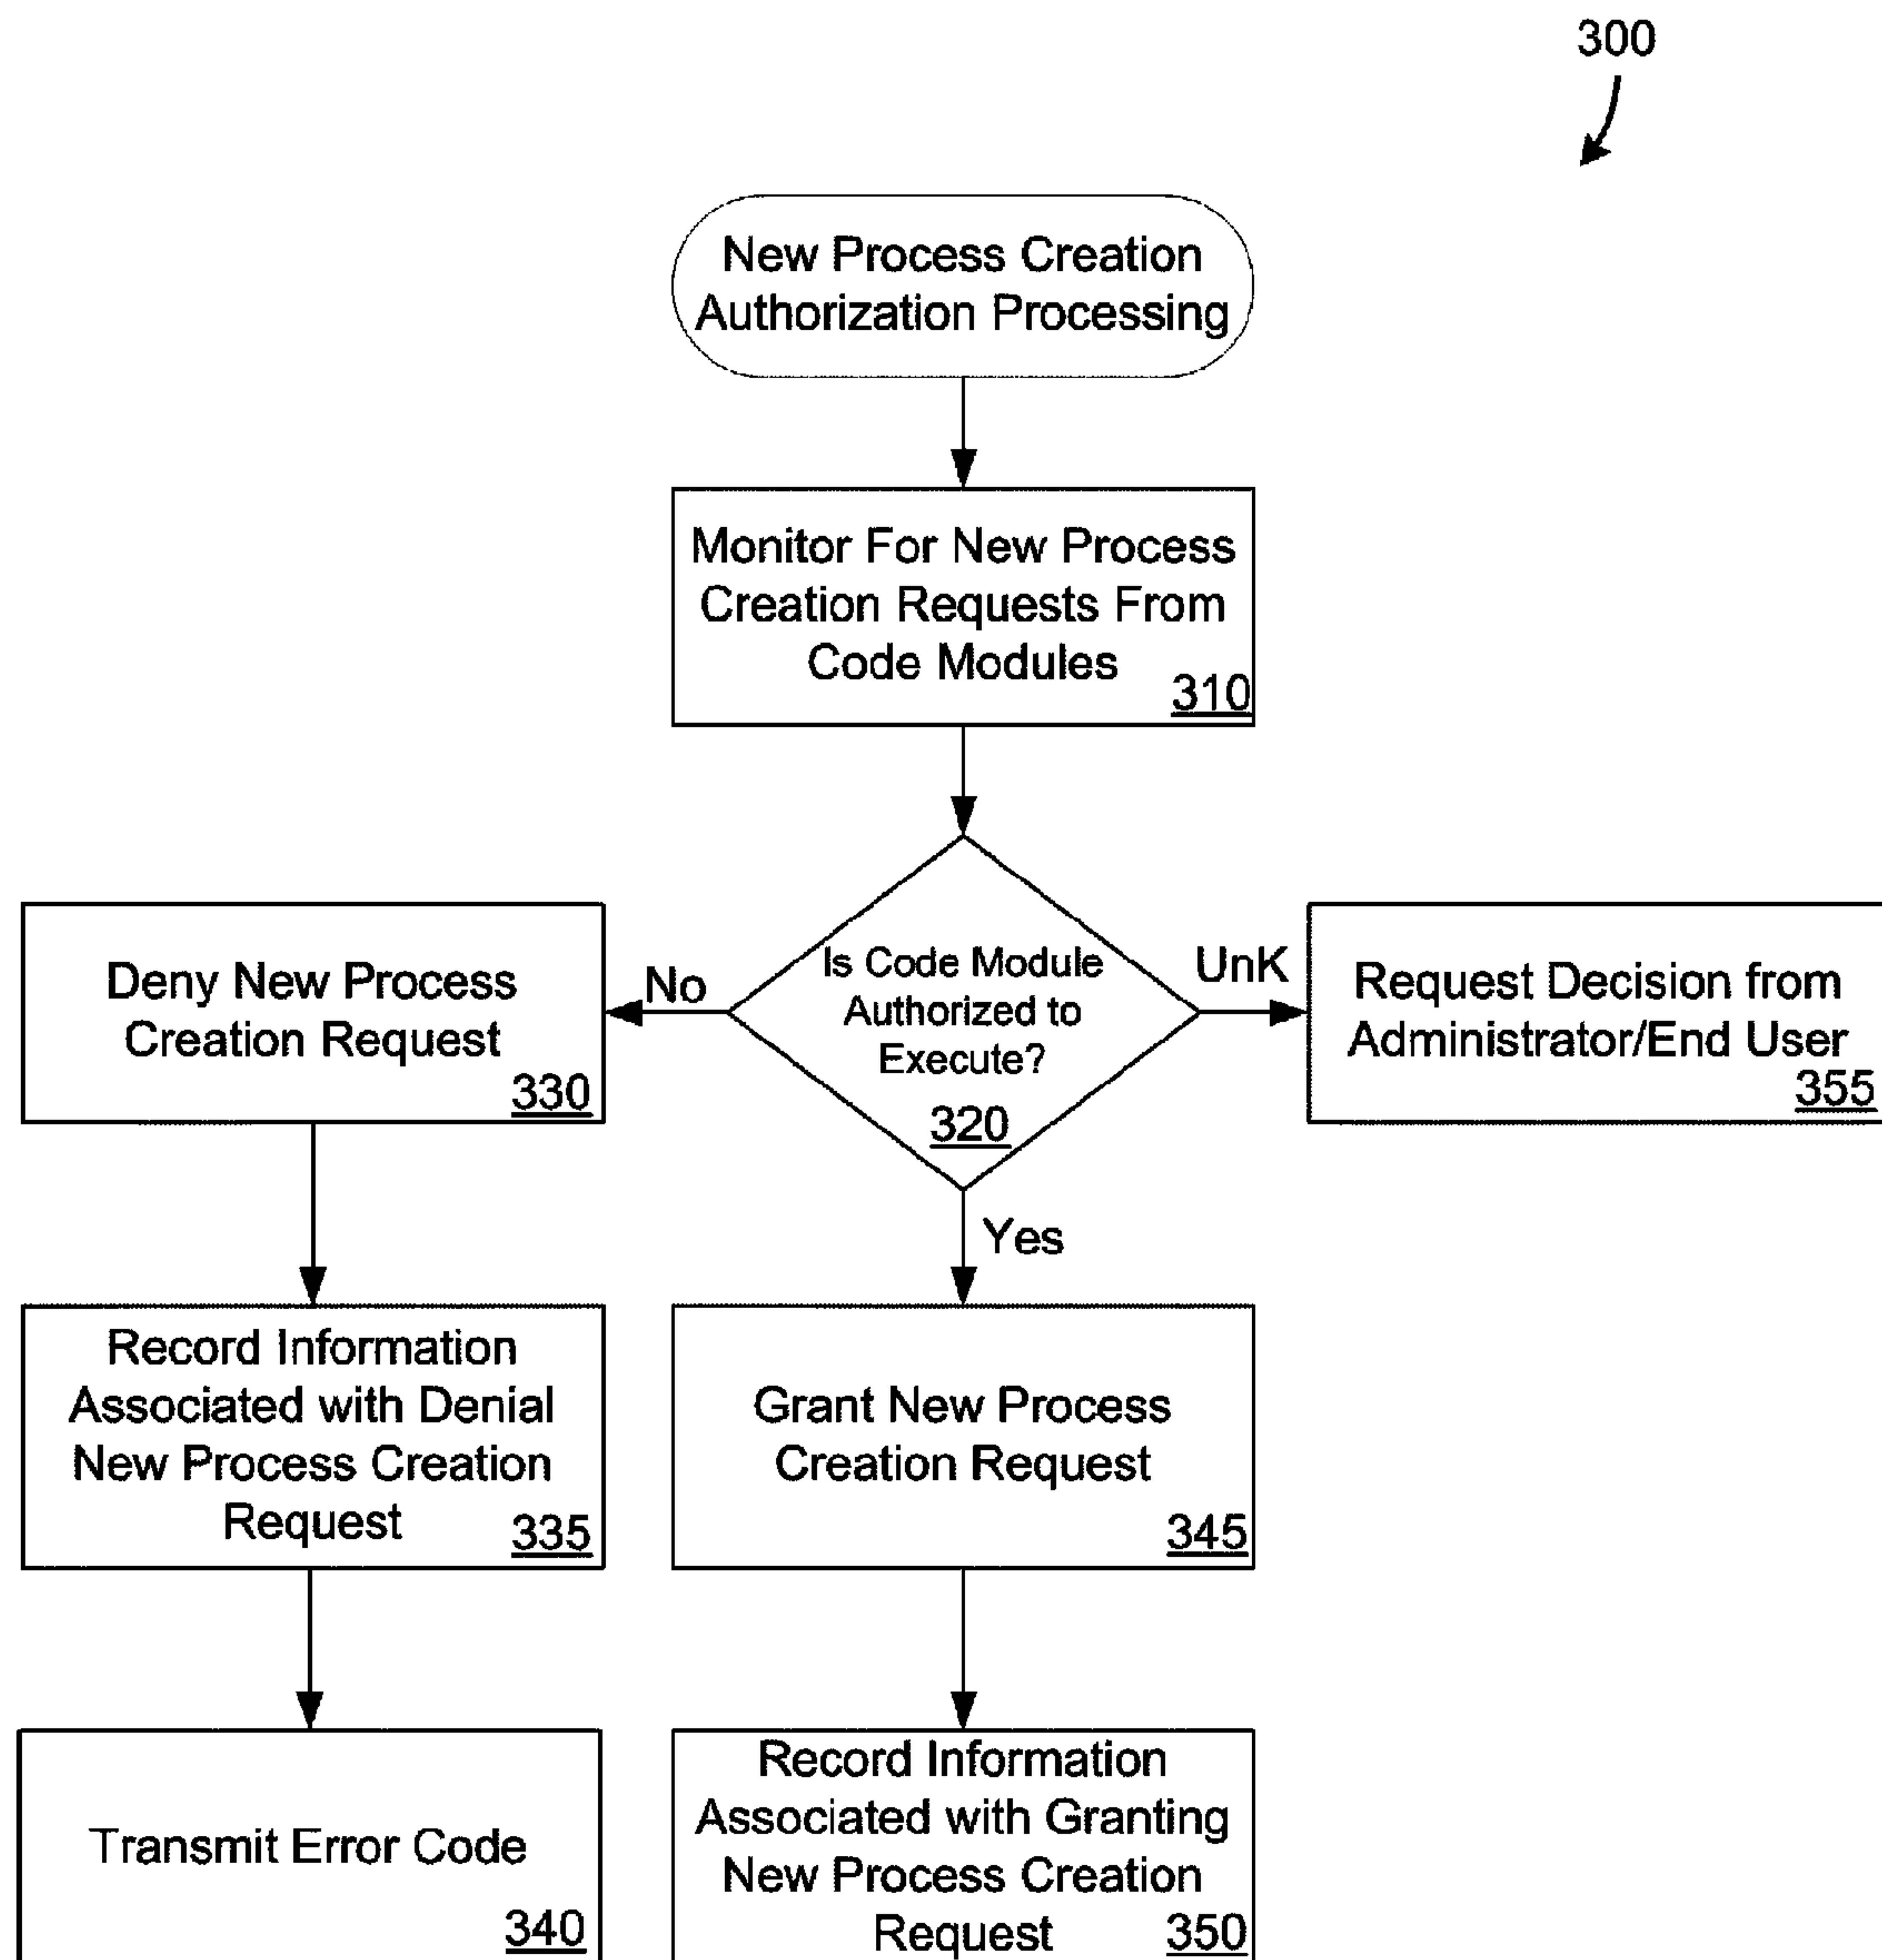 300
New Process Creation
Authorization Processing
Monitor For New Process
Creation Requests From
Code Modules
310
Is Code Module
Authorized to
Execute?
320
No
UnK
Yes
Deny New Process
Creation Request
330
Request Decision from
Administrator/End User
355
Record Information
Associated with Denial
New Process Creation
Request
335
Grant New Process
Creation Request
345
Transmit Error Code
340
Record Information
Associated with Granting
New Process Creation
Request
350